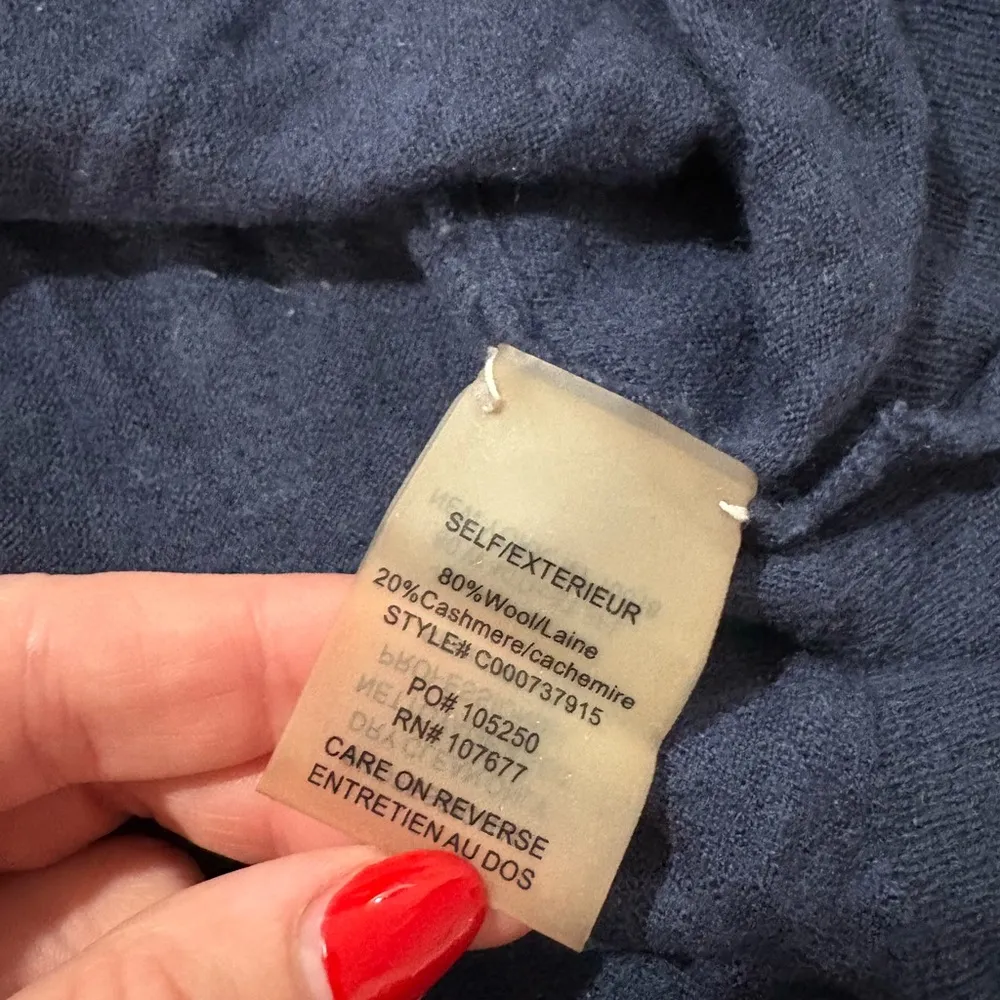 SELF/EXTERIEUR
80%Wool/Laine
20%Cashmere/cachemire
STYLE# C000737915
PO# 105250
RN# 107677
CARE ON REVERSE
ENTRETIEN AU DOS